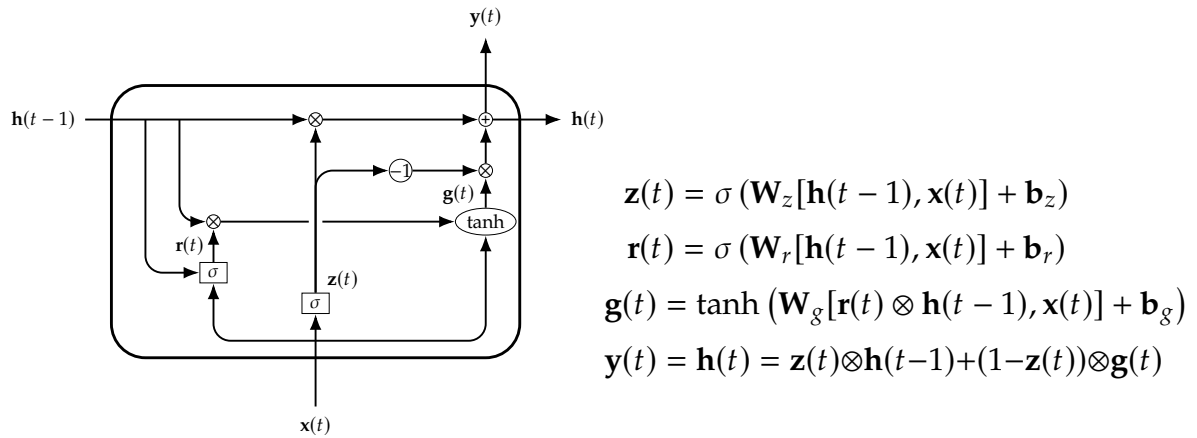 y(t)
h(t − 1)
⊗
+
h(t)
−1
⊗
g(t)
⊗
tanh
r(t)
σ
z(t)
σ
x(t)
z(t) = σ (W_z[h(t − 1), x(t)] + b_z)
r(t) = σ (W_r[h(t − 1), x(t)] + b_r)
g(t) = tanh (W_g[r(t) ⊗ h(t − 1), x(t)] + b_g)
y(t) = h(t) = z(t)⊗h(t−1)+(1−z(t))⊗g(t)